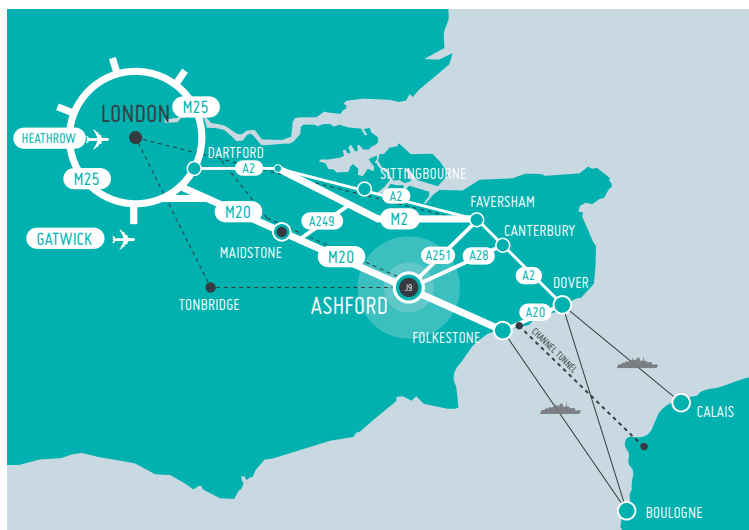 LONDON
M25
HEATHROW
DARTFORD
A2
SITTINGBOURNE
M25
A2
M20
A249
M2
FAVERSHAM
CANTERBURY
GATWICK
MAIDSTONE
M20
A251
A28
A2
DOVER
TONBRIDGE
ASHFORD
J9
A20
FOLKESTONE
CHANNEL TUNNEL
CALAIS
BOULOGNE